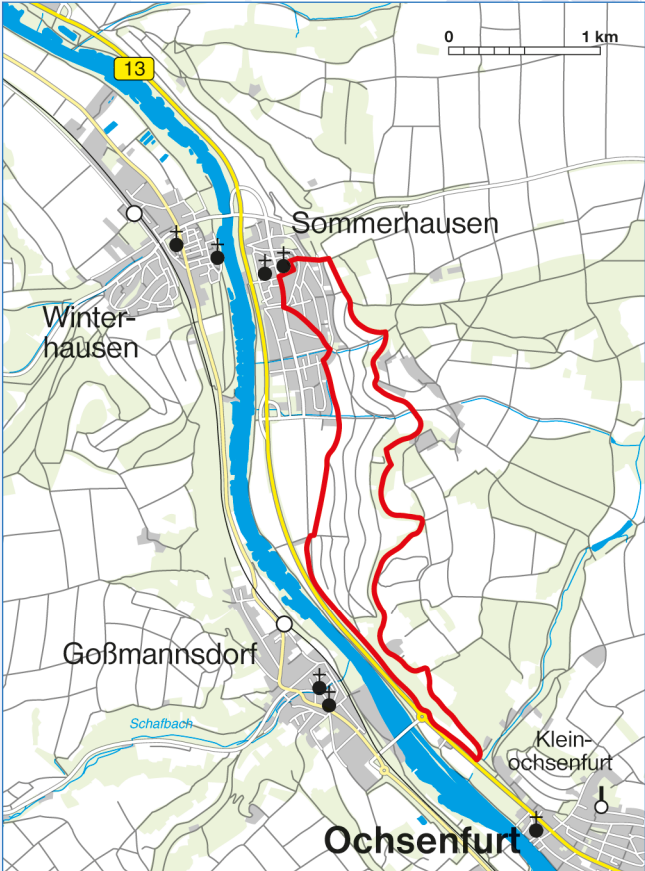 0 1 km
13
Sommerhausen
Winter-
hausen
Goßmannsdorf
Schafbach
Klein-
ochsenfurt
Ochsenfurt